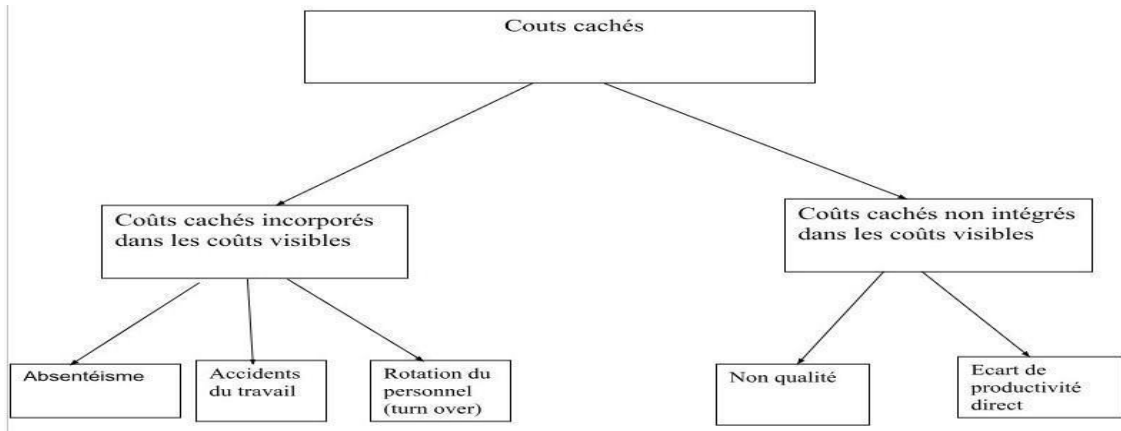 Couts cachés
Coûts cachés incorporés
dans les coûts visibles
Coûts cachés non intégrés
dans les coûts visibles
Absentéisme
Accidents
du travail
Rotation du
personnel
(turn over)
Non qualité
Ecart de
productivité
direct